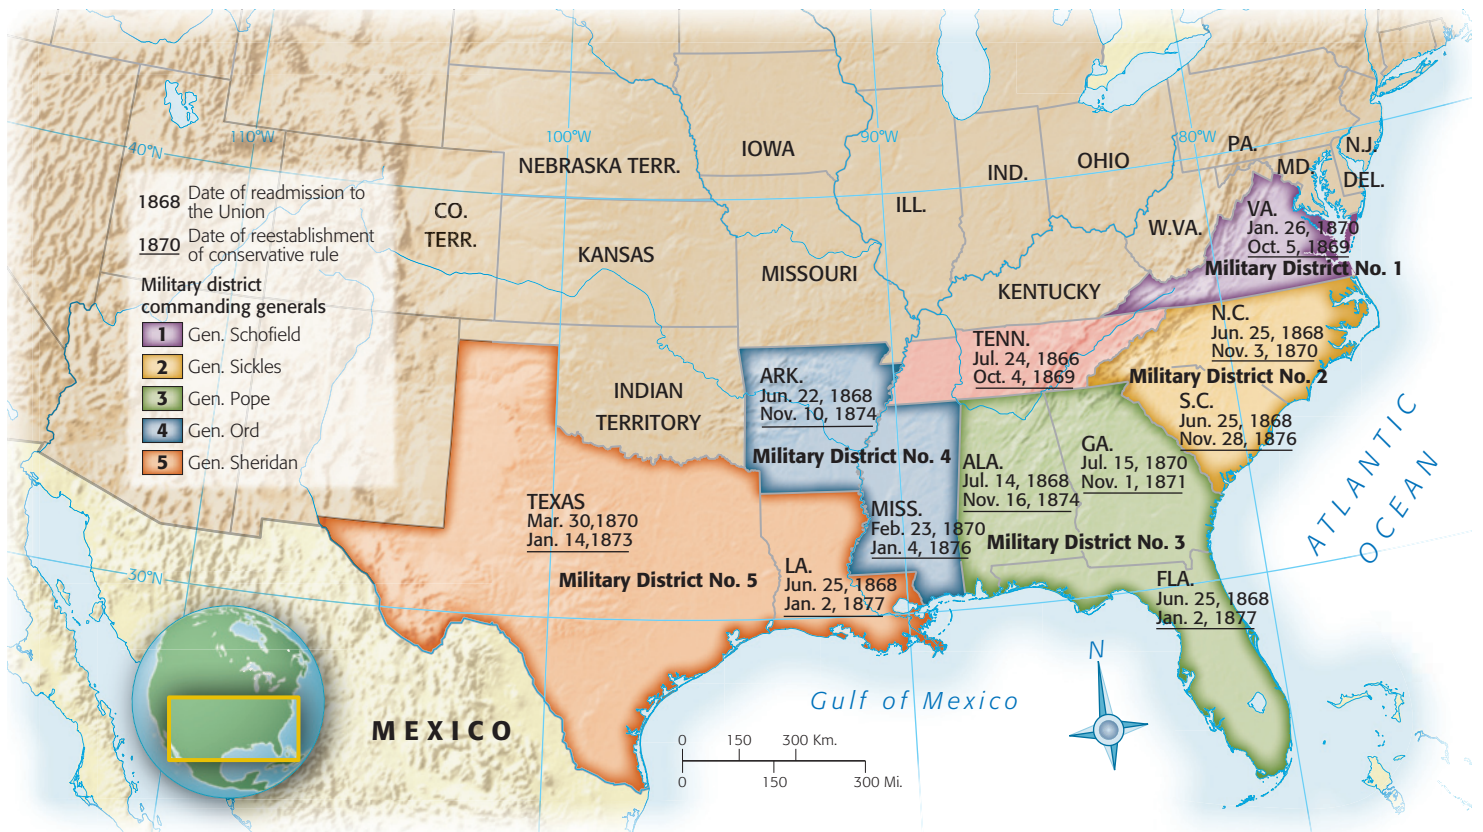 110°W
100°W
90°W
80°W
40°N
30°N
1868 Date of readmission to
the Union
1870 Date of reestablishment
of conservative rule
Military district
commanding generals
1 Gen. Schofield
2 Gen. Sickles
3 Gen. Pope
4 Gen. Ord
5 Gen. Sheridan
NEBRASKA TERR.
IOWA
CO.
TERR.
KANSAS
MISSOURI
ILL.
IND.
OHIO
PA.
N.J.
MD.
DEL.
W.VA.
KENTUCKY
INDIAN
TERRITORY
VA.
Jan. 26, 1870
Oct. 5, 1869
Military District No. 1
N.C.
Jun. 25, 1868
Nov. 3, 1870
Military District No. 2
S.C.
Jun. 25, 1868
Nov. 28, 1876
TENN.
Jul. 24, 1866
Oct. 4, 1869
ARK.
Jun. 22, 1868
Nov. 10, 1874
Military District No. 4
MISS.
Feb. 23, 1870
Jan. 4, 1876
ALA.
Jul. 14, 1868
Nov. 16, 1874
GA.
Jul. 15, 1870
Nov. 1, 1871
Military District No. 3
FLA.
Jun. 25, 1868
Jan. 2, 1877
TEXAS
Mar. 30,1870
Jan. 14,1873
Military District No. 5
LA.
Jun. 25, 1868
Jan. 2, 1877
ATLANTIC
OCEAN
Gulf of Mexico
MEXICO
N
0 150 300 Km.
0 150 300 Mi.